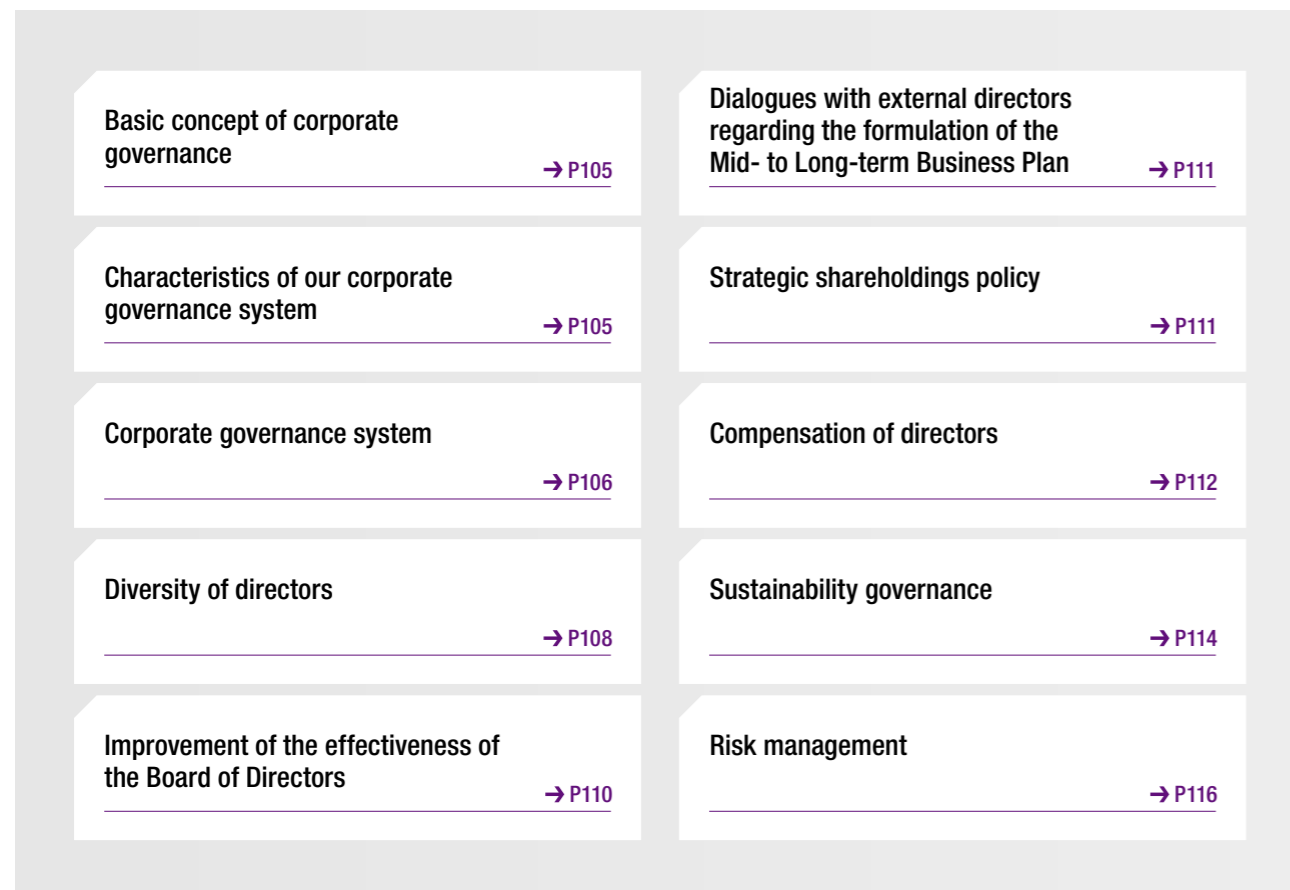 Basic concept of corporate
governance
→ P105
Characteristics of our corporate
governance system
→ P105
Corporate governance system
→ P106
Diversity of directors
→ P108
Improvement of the effectiveness of
the Board of Directors
→ P110
Dialogues with external directors
regarding the formulation of the
Mid- to Long-term Business Plan
→ P111
Strategic shareholdings policy
→ P111
Compensation of directors
→ P112
Sustainability governance
→ P114
Risk management
→ P116